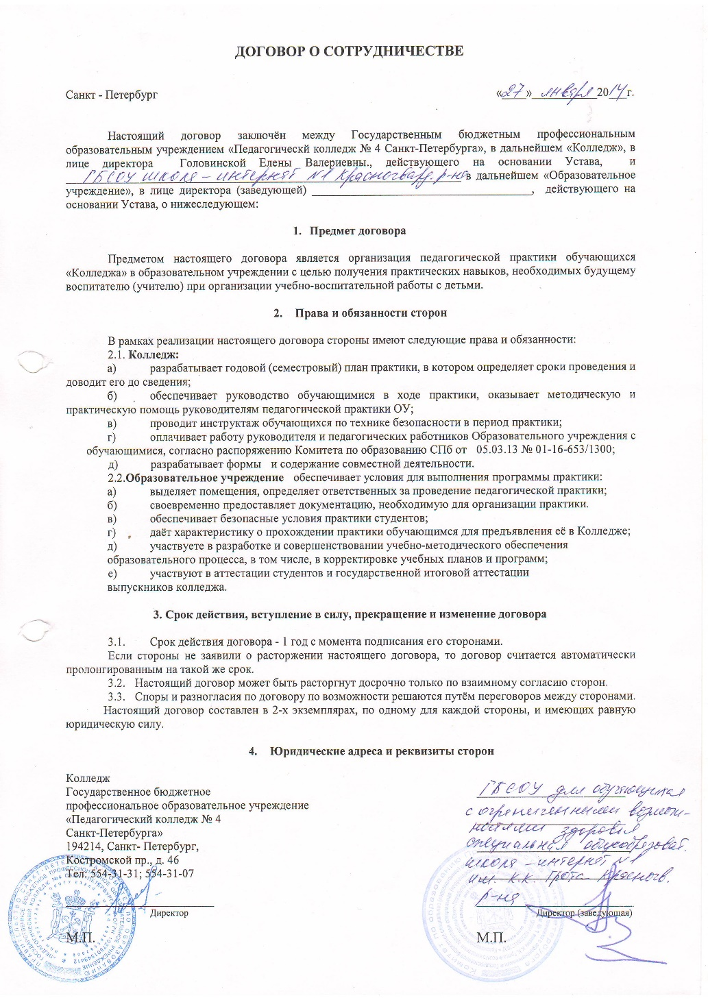 ДОГОВОР О СОТРУДНИЧЕСТВЕ
Санкт - Петербург «27» января 2014 г.
Настоящий договор заключён между Государственным бюджетным профессиональным
образовательным учреждением «Педагогическй колледж № 4 Санкт-Петербурга», в дальнейшем «Колледж», в
лице директора Головинской Елены Валериевны., действующего на основании Устава, и
ГБСОУ школа – интернат №1 Красногвард. р-на в дальнейшем «Образовательное
учреждение», в лице директора (заведующей) ____________________, действующего на
основании Устава, о нижеследующем:
1. Предмет договора
Предметом настоящего договора является организация педагогической практики обучающихся
«Колледжа» в образовательном учреждении с целью получения практических навыков, необходимых будущему
воспитателю (учителю) при организации учебно-воспитательной работы с детьми.
2. Права и обязанности сторон
В рамках реализации настоящего договора стороны имеют следующие права и обязанности:
2.1. Колледж:
а) разрабатывает годовой (семестровый) план практики, в котором определяет сроки проведения и
доводит его до сведения;
б) обеспечивает руководство обучающимися в ходе практики, оказывает методическую и
практическую помощь руководителям педагогической практики ОУ;
в) проводит инструктаж обучающихся по технике безопасности в период практики;
г) оплачивает работу руководителя и педагогических работников Образовательного учреждения с
обучающимися, согласно распоряжению Комитета по образованию СПб от 05.03.13 № 01-16-653/1300;
д) разрабатывает формы и содержание совместной деятельности.
2.2.Образовательное учреждение обеспечивает условия для выполнения программы практики:
а) выделяет помещения, определяет ответственных за проведение педагогической практики;
б) своевременно предоставляет документацию, необходимую для организации практики.
в) обеспечивает безопасные условия практики студентов;
г) даёт характеристику о прохождении практики обучающимся для предъявления её в Колледже;
д) участвуете в разработке и совершенствовании учебно-методического обеспечения
образовательного процесса, в том числе, в корректировке учебных планов и программ;
е) участвуют в аттестации студентов и государственной итоговой аттестации
выпускников колледжа.
3. Срок действия, вступление в силу, прекращение и изменение договора
3.1. Срок действия договора - 1 год с момента подписания его сторонами.
Если стороны не заявили о расторжении настоящего договора, то договор считается автоматически
пролонгированным на такой же срок.
3.2. Настоящий договор может быть расторгнут досрочно только по взаимному согласию сторон.
3.3. Споры и разногласия по договору по возможности решаются путём переговоров между сторонами.
Настоящий договор составлен в 2-х экземплярах, по одному для каждой стороны, и имеющих равную
юридическую силу.
4. Юридические адреса и реквизиты сторон
Колледж
Государственное бюджетное
профессиональное образовательное учреждение
«Педагогический колледж № 4
Санкт-Петербурга»
194214, Санкт- Петербург,
Костромской пр., д. 46
Тел; 554-31-31; 554-31-07
Директор
М.П.
ГБСОУ для обучающихся
с ограниченными возмож-
ностями здоровья
специальная общеобразоват.
школа – интернат №1
им. К.К. Грота Красногв.
р-на
Директор (заведующая)
М.П.